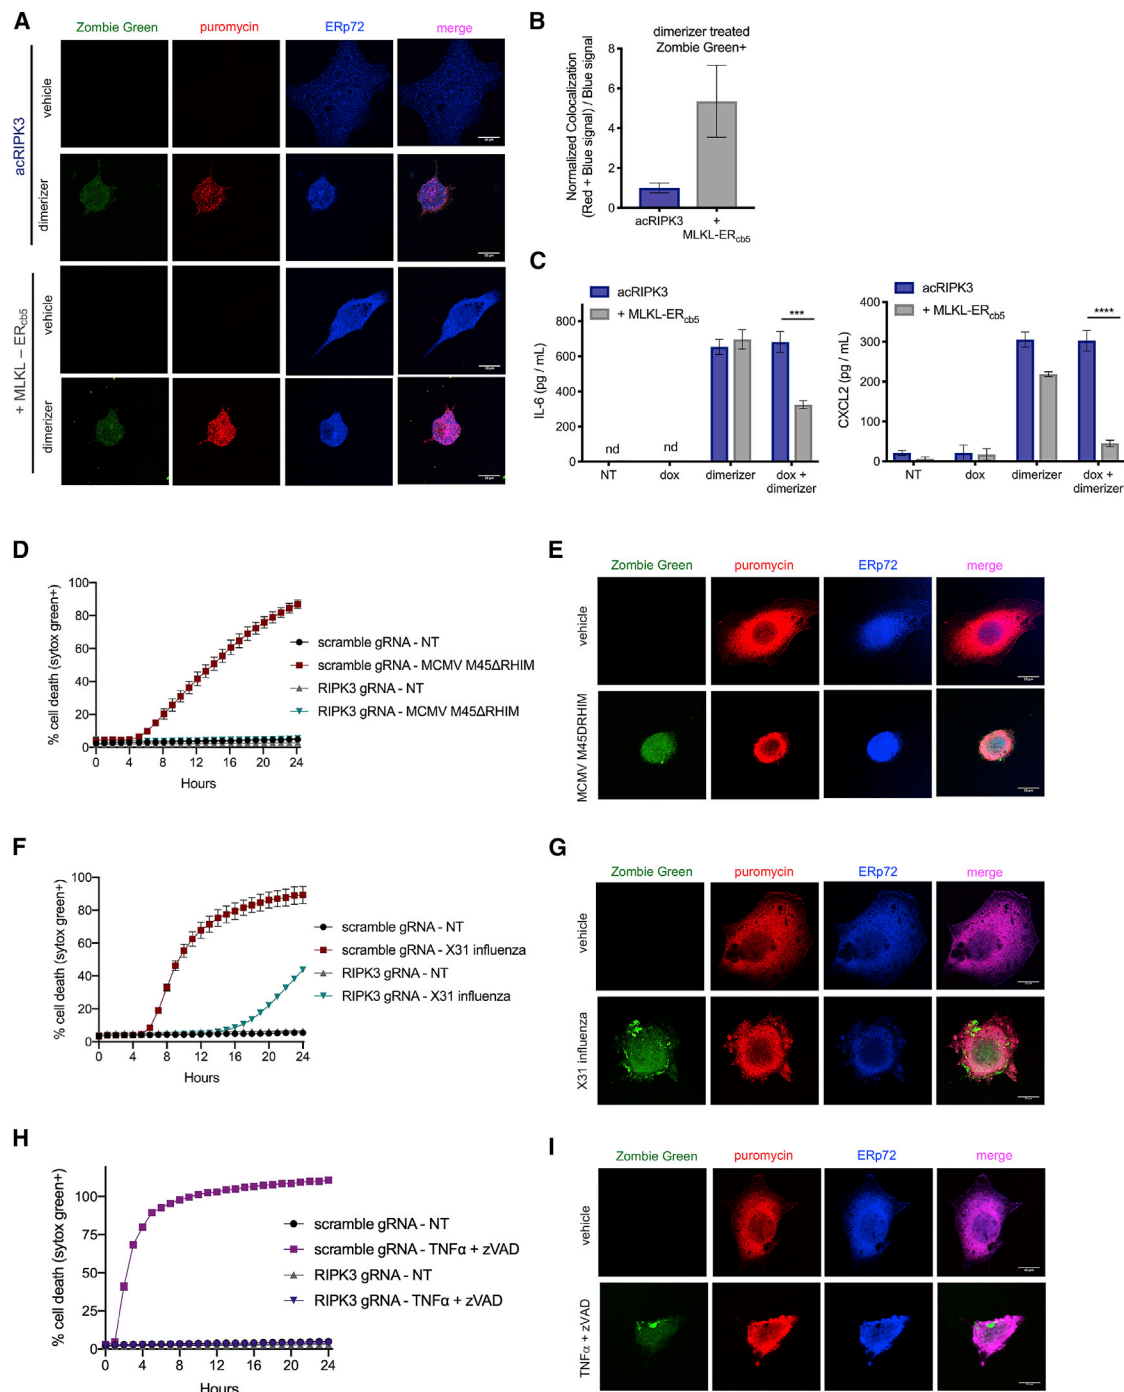 A
Zombie Green puromycin ERp72 merge
acRIPK3
vehicle
dimerizer
+ MLKL – ERcb5
vehicle
dimerizer
B
dimerizer treated
Zombie Green+
Normalized Colocalization
(Red + Blue signal) / Blue signal
8
6
4
2
0
acRIPK3 +
MLKL-ERcb5
C
acRIPK3
+ MLKL-ERcb5
IL-6 (pg / mL)
800
600
400
200
0
***
nd nd
NT dox dimerizer dox +
dimerizer
acRIPK3
+ MLKL-ERcb5
CXCL2 (pg / mL)
400
300
200
100
0
****
NT dox dimerizer dox +
dimerizer
D
% cell death (sytox green+)
100
80
60
40
20
0
0 4 8 12 16 20 24
Hours
scramble gRNA - NT
scramble gRNA - MCMV M45ΔRHIM
RIPK3 gRNA - NT
RIPK3 gRNA - MCMV M45ΔRHIM
E
Zombie Green puromycin ERp72 merge
vehicle
MCMV M45DRHIM
F
% cell death (sytox green+)
100
80
60
40
20
0
0 4 8 12 16 20 24
Hours
scramble gRNA - NT
scramble gRNA - X31 influenza
RIPK3 gRNA - NT
RIPK3 gRNA - X31 influenza
G
Zombie Green puromycin ERp72 merge
vehicle
X31 influenza
H
% cell death (sytox green+)
100
75
50
25
0
0 4 8 12 16 20 24
Hours
scramble gRNA - NT
scramble gRNA - TNFα + zVAD
RIPK3 gRNA - NT
RIPK3 gRNA - TNFα + zVAD
I
Zombie Green puromycin ERp72 merge
vehicle
TNFα + zVAD